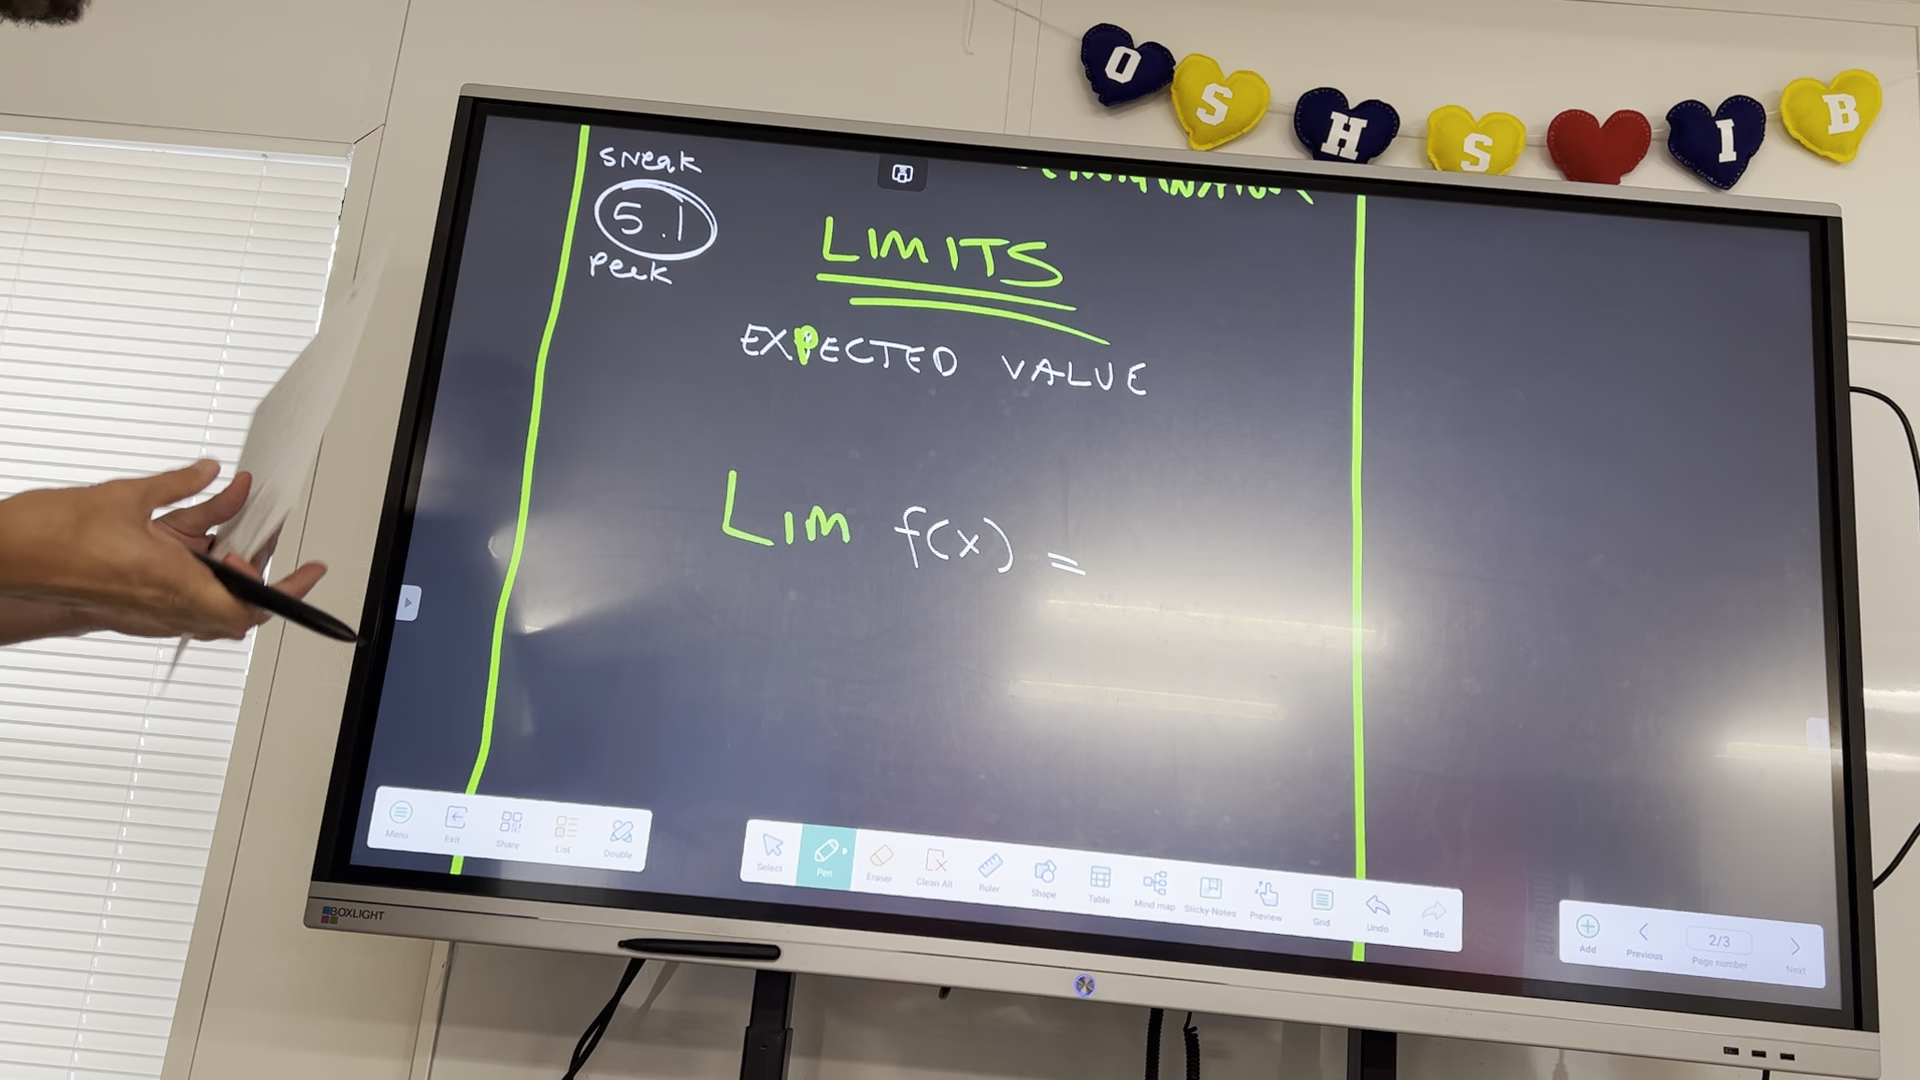 O S H S I B
sneak
5.1
peek
LIMITS
EXPECTED VALUE
Lim f(x) =
Menu Exit Share List Double
Select Pen Eraser Clean All Ruler Shape Table Mind map Sticky Notes Preview Grid Undo Redo
Add Previous 2/3 Page number Next
BOXLIGHT